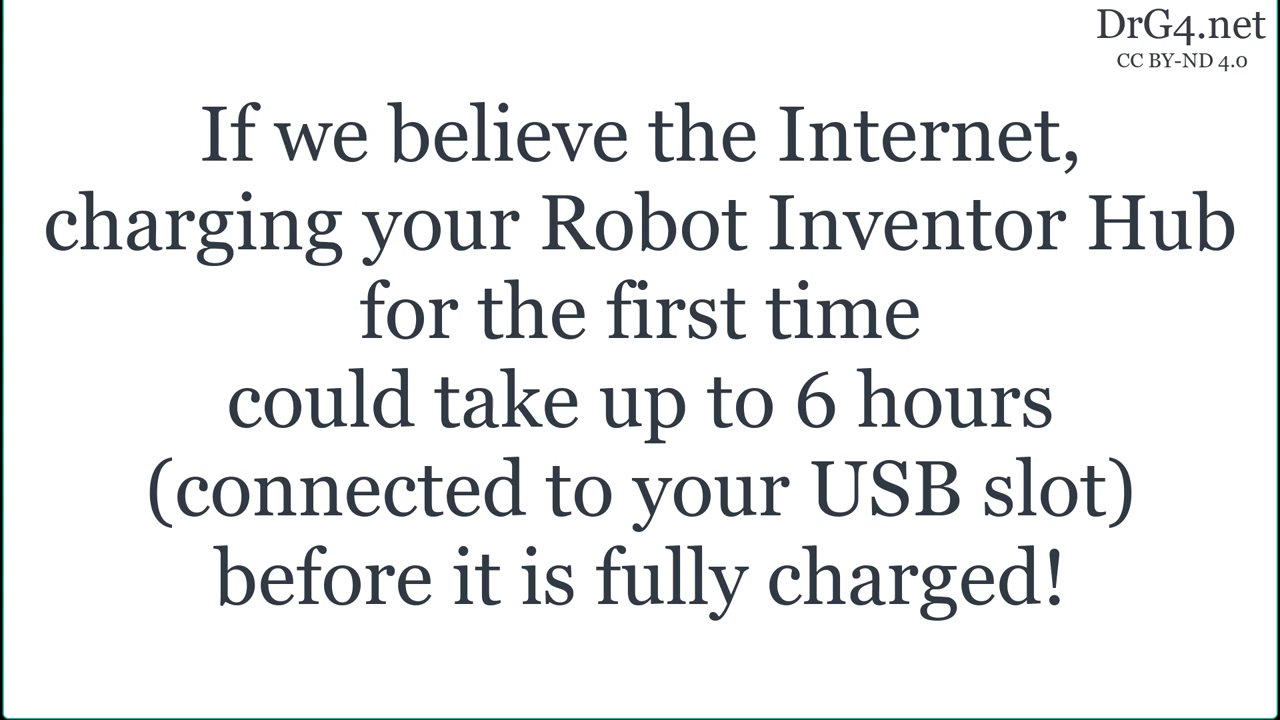 DrG4.net
CC BY-ND 4.0
If we believe the Internet,
charging your Robot Inventor Hub
for the first time
could take up to 6 hours
(connected to your USB slot)
before it is fully charged!